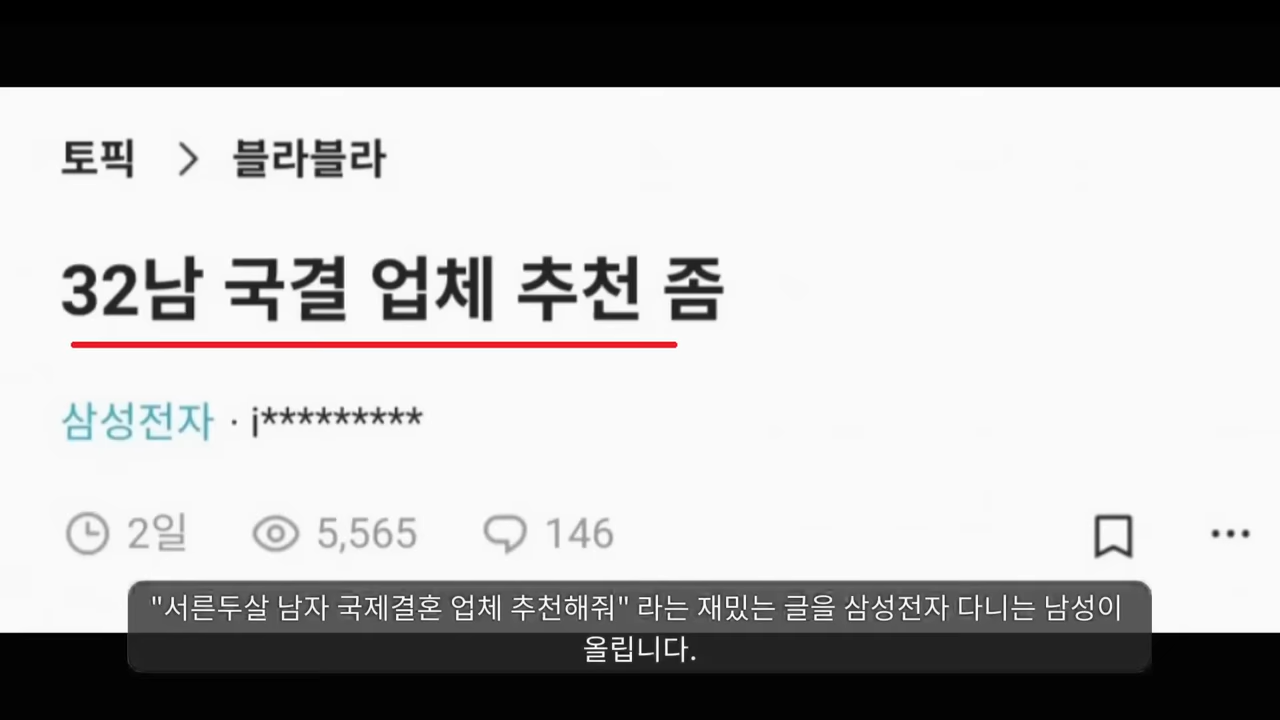 토픽 > 블라블라
32남 국결 업체 추천 좀
삼성전자 · i*********
2일 5,565 146
"서른두살 남자 국제결혼 업체 추천해줘" 라는 재밌는 글을 삼성전자 다니는 남성이
올립니다.